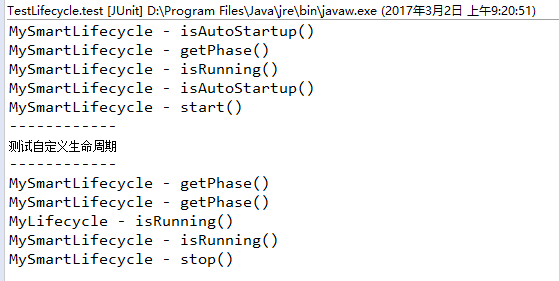 TestLifecycle.test [JUnit] D:\Program Files\Java\jre\bin\javaw.exe (2017年3月2日 上午9:20:51)
MySmartLifecycle - isAutoStartup()
MySmartLifecycle - getPhase()
MySmartLifecycle - isRunning()
MySmartLifecycle - isAutoStartup()
MySmartLifecycle - start()
------------
测试自定义生命周期
------------
MySmartLifecycle - getPhase()
MySmartLifecycle - getPhase()
MyLifecycle - isRunning()
MySmartLifecycle - isRunning()
MySmartLifecycle - stop()